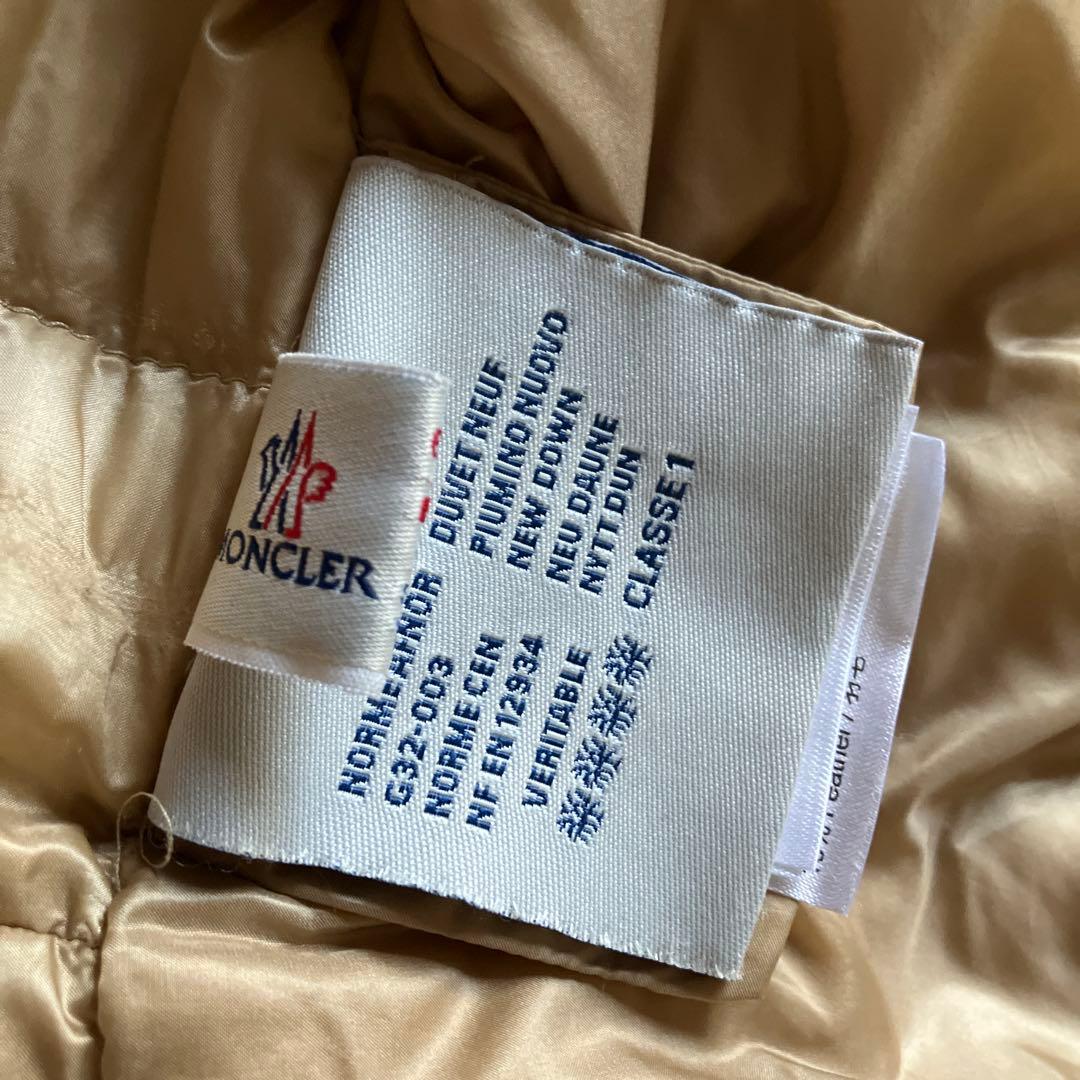 MONCLER
DUVET NEUF
PIUMINO NUOVO
NEW DOWN
NEU DAUNE
NYTT DUN
CLASSE 1
NORME AFNOR
G32-003
NORME CEN
NF EN 12934
VERITABLE